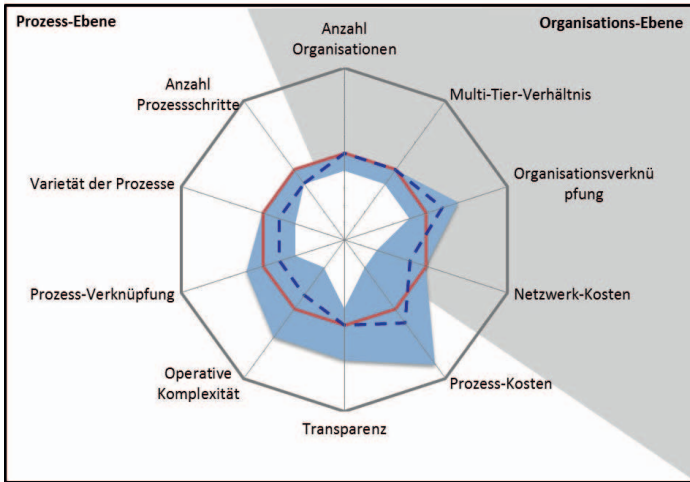 Prozess-Ebene
Organisations-Ebene
Anzahl
Organisationen
Anzahl
Prozessschritte
Multi-Tier-Verhältnis
Varietät der Prozesse
Organisationsverknü
pfung
Prozess-Verknüpfung
Netzwerk-Kosten
Operative
Komplexität
Prozess-Kosten
Transparenz